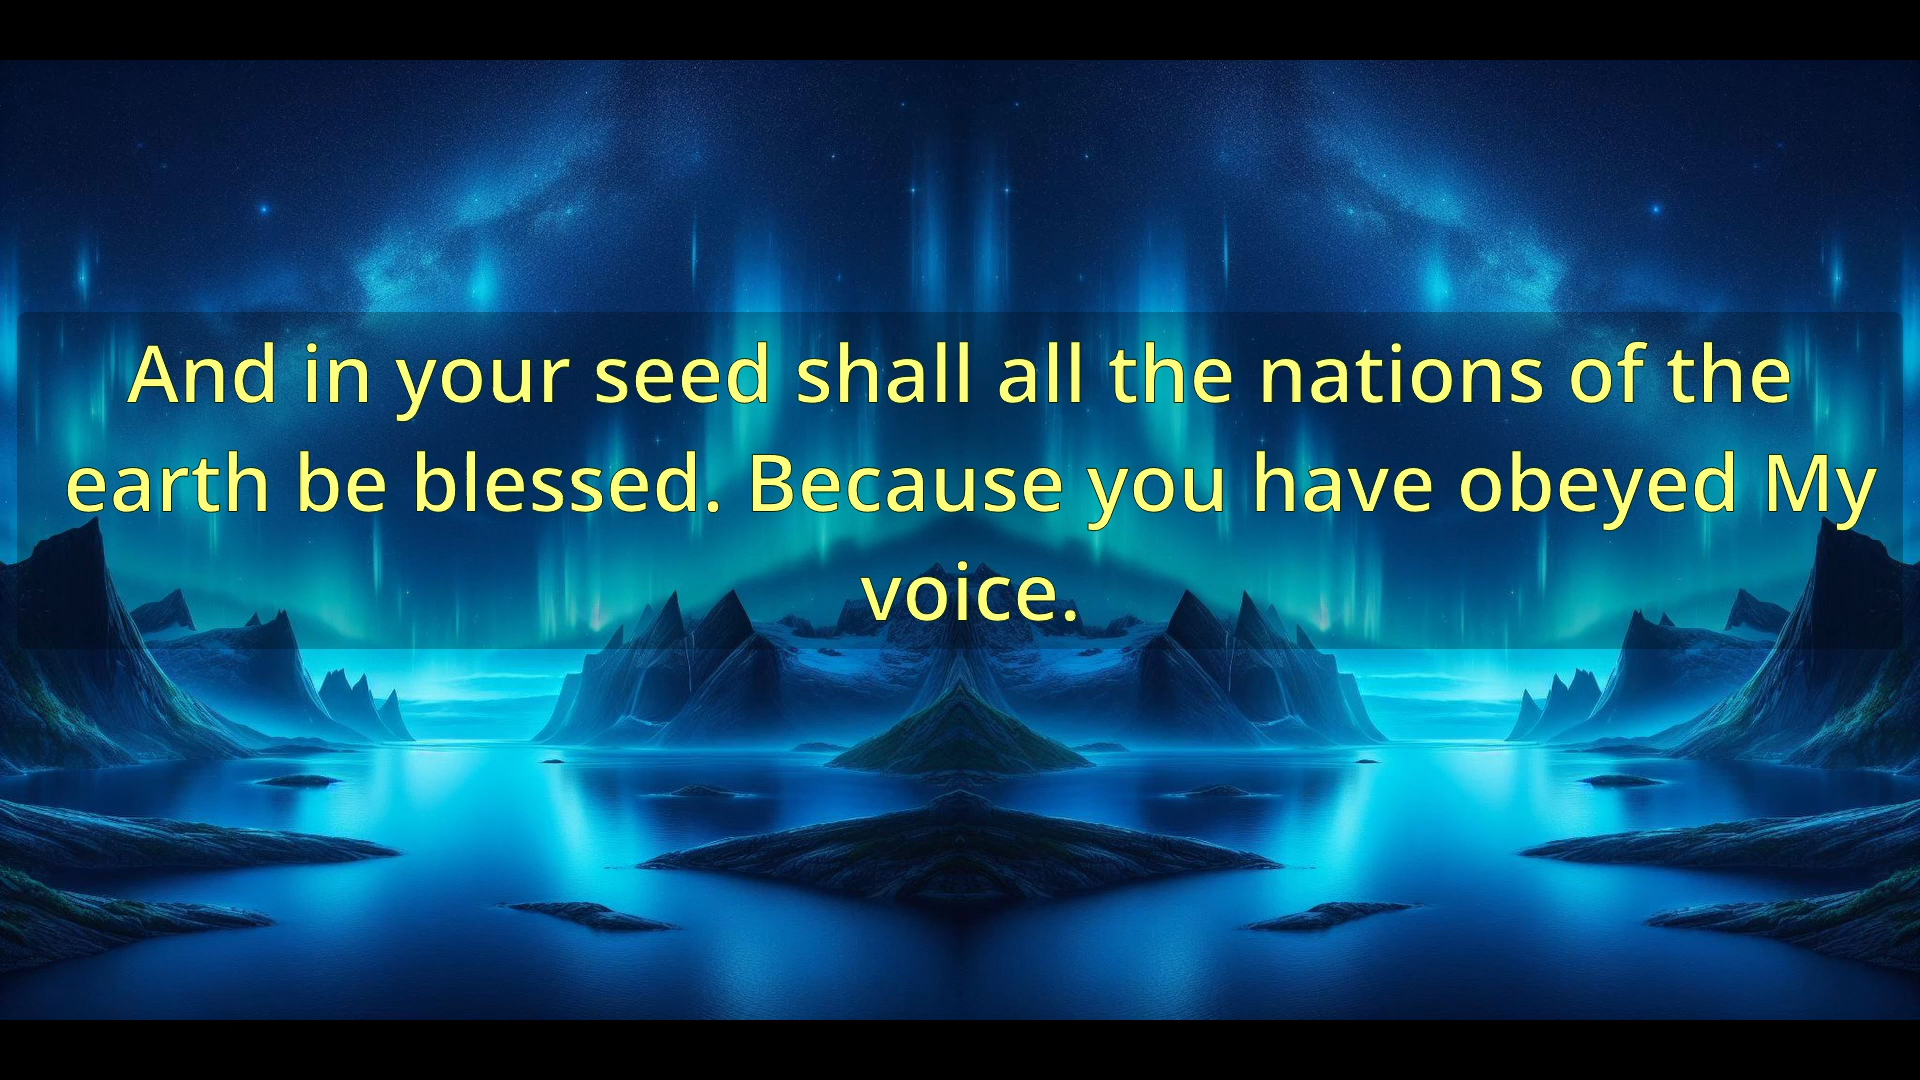 And in your seed shall all the nations of the
earth be blessed. Because you have obeyed My
voice.